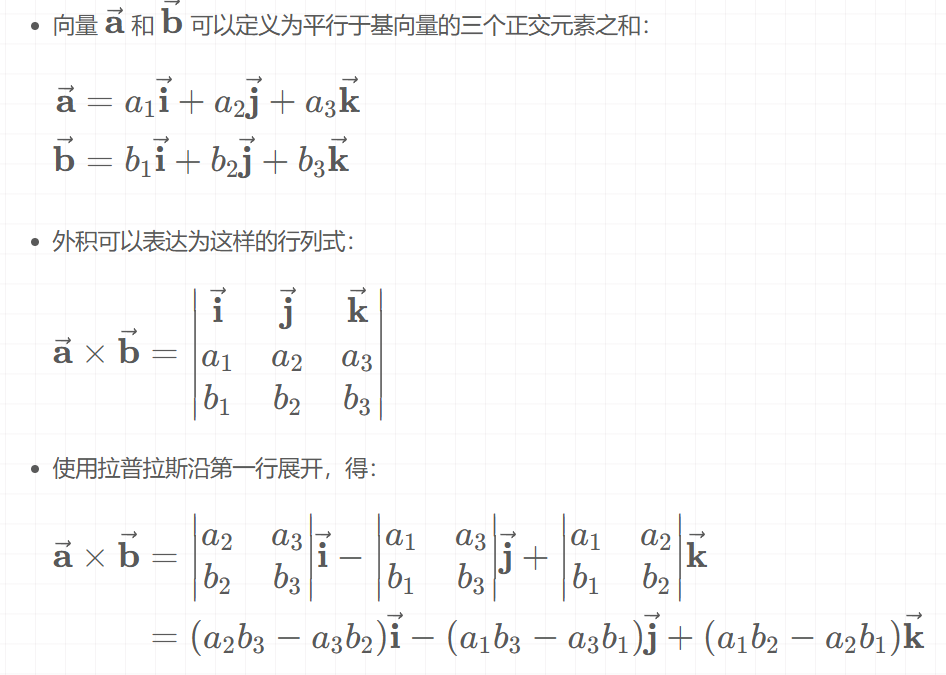 • 向量 $\vec{\mathbf{a}}$ 和 $\vec{\mathbf{b}}$ 可以定义为平行于基向量的三个正交元素之和：
$\vec{\mathbf{a}} = a_1\vec{\mathbf{i}} + a_2\vec{\mathbf{j}} + a_3\vec{\mathbf{k}}$
$\vec{\mathbf{b}} = b_1\vec{\mathbf{i}} + b_2\vec{\mathbf{j}} + b_3\vec{\mathbf{k}}$
• 外积可以表达为这样的行列式：
$\vec{\mathbf{a}} \times \vec{\mathbf{b}} = \begin{vmatrix} \vec{\mathbf{i}} & \vec{\mathbf{j}} & \vec{\mathbf{k}} \\ a_1 & a_2 & a_3 \\ b_1 & b_2 & b_3 \end{vmatrix}$
• 使用拉普拉斯沿第一行展开，得：
$\vec{\mathbf{a}} \times \vec{\mathbf{b}} = \begin{vmatrix} a_2 & a_3 \\ b_2 & b_3 \end{vmatrix}\vec{\mathbf{i}} - \begin{vmatrix} a_1 & a_3 \\ b_1 & b_3 \end{vmatrix}\vec{\mathbf{j}} + \begin{vmatrix} a_1 & a_2 \\ b_1 & b_2 \end{vmatrix}\vec{\mathbf{k}}$
$= (a_2b_3 - a_3b_2)\vec{\mathbf{i}} - (a_1b_3 - a_3b_1)\vec{\mathbf{j}} + (a_1b_2 - a_2b_1)\vec{\mathbf{k}}$